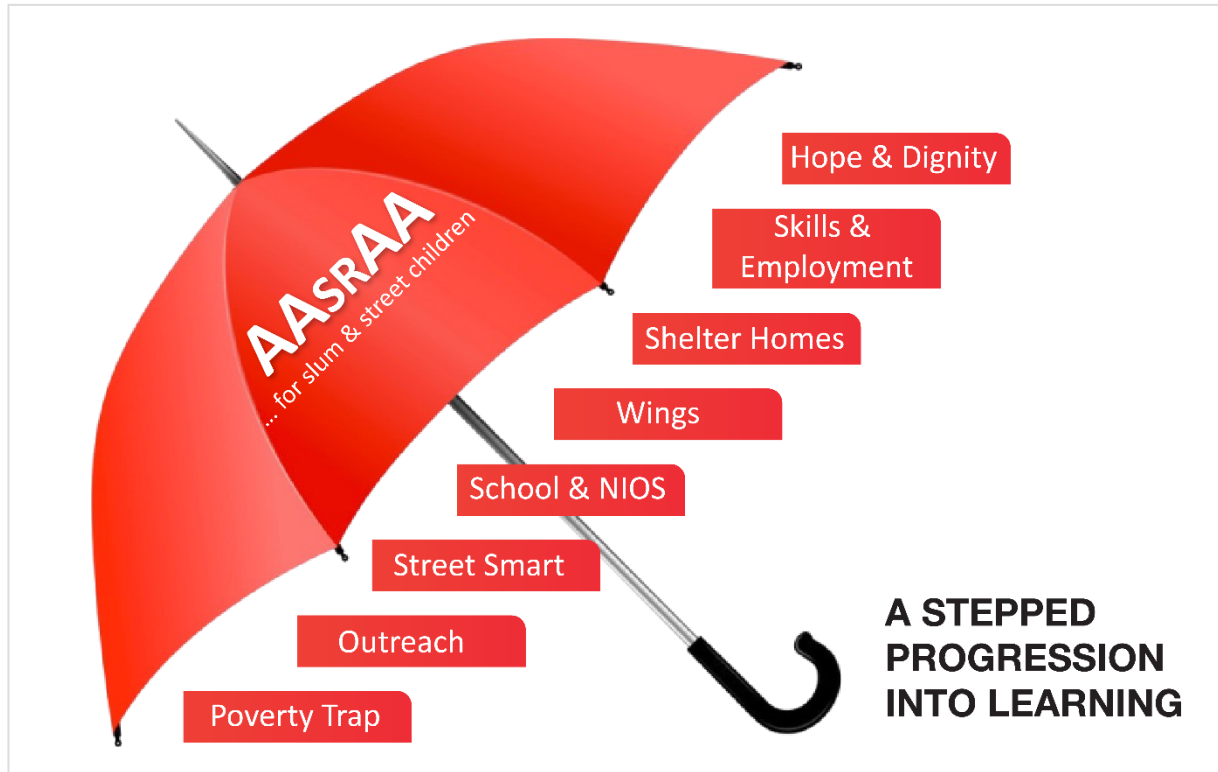 AASRAA
... for slum & street children
Hope & Dignity
Skills &
Employment
Shelter Homes
Wings
School & NIOS
Street Smart
Outreach
Poverty Trap
A STEPPED
PROGRESSION
INTO LEARNING